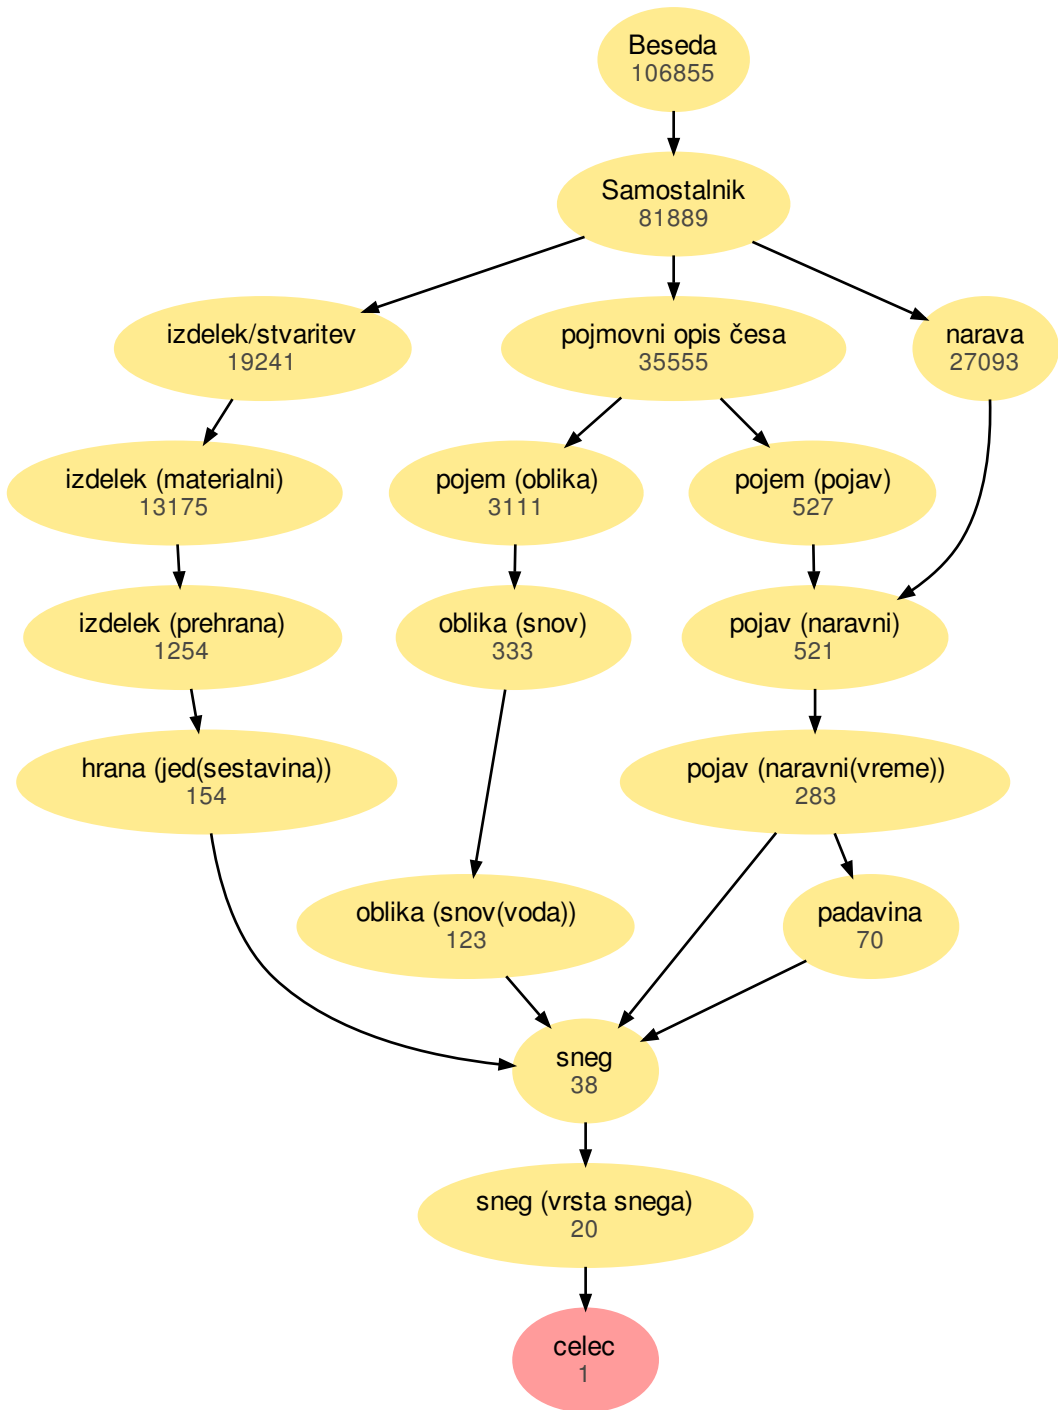 Beseda
106855
Samostalnik
81889
izdelek/stvaritev
19241
pojmovni opis česa
35555
narava
27093
izdelek (materialni)
13175
pojem (oblika)
3111
pojem (pojav)
527
izdelek (prehrana)
1254
oblika (snov)
333
pojav (naravni)
521
hrana (jed(sestavina))
154
pojav (naravni(vreme))
283
oblika (snov(voda))
123
padavina
70
sneg
38
sneg (vrsta snega)
20
celec
1